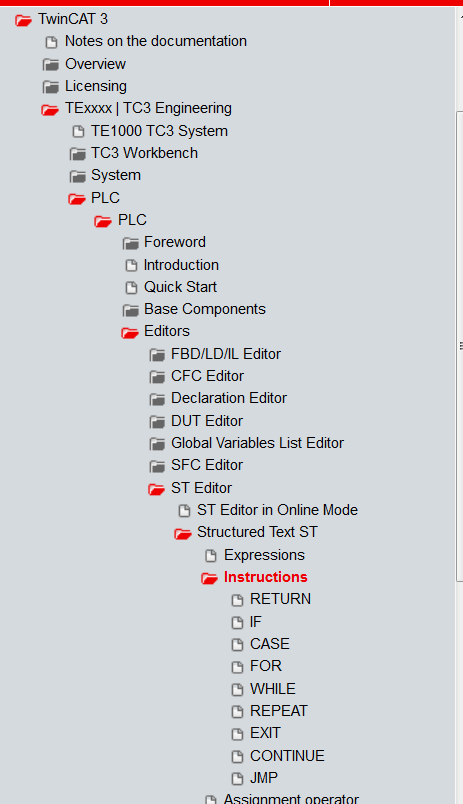 TwinCAT 3
Notes on the documentation
Overview
Licensing
TExxxx | TC3 Engineering
TE1000 TC3 System
TC3 Workbench
System
PLC
PLC
Foreword
Introduction
Quick Start
Base Components
Editors
FBD/LD/IL Editor
CFC Editor
Declaration Editor
DUT Editor
Global Variables List Editor
SFC Editor
ST Editor
ST Editor in Online Mode
Structured Text ST
Expressions
Instructions
RETURN
IF
CASE
FOR
WHILE
REPEAT
EXIT
CONTINUE
JMP
Assignment operator